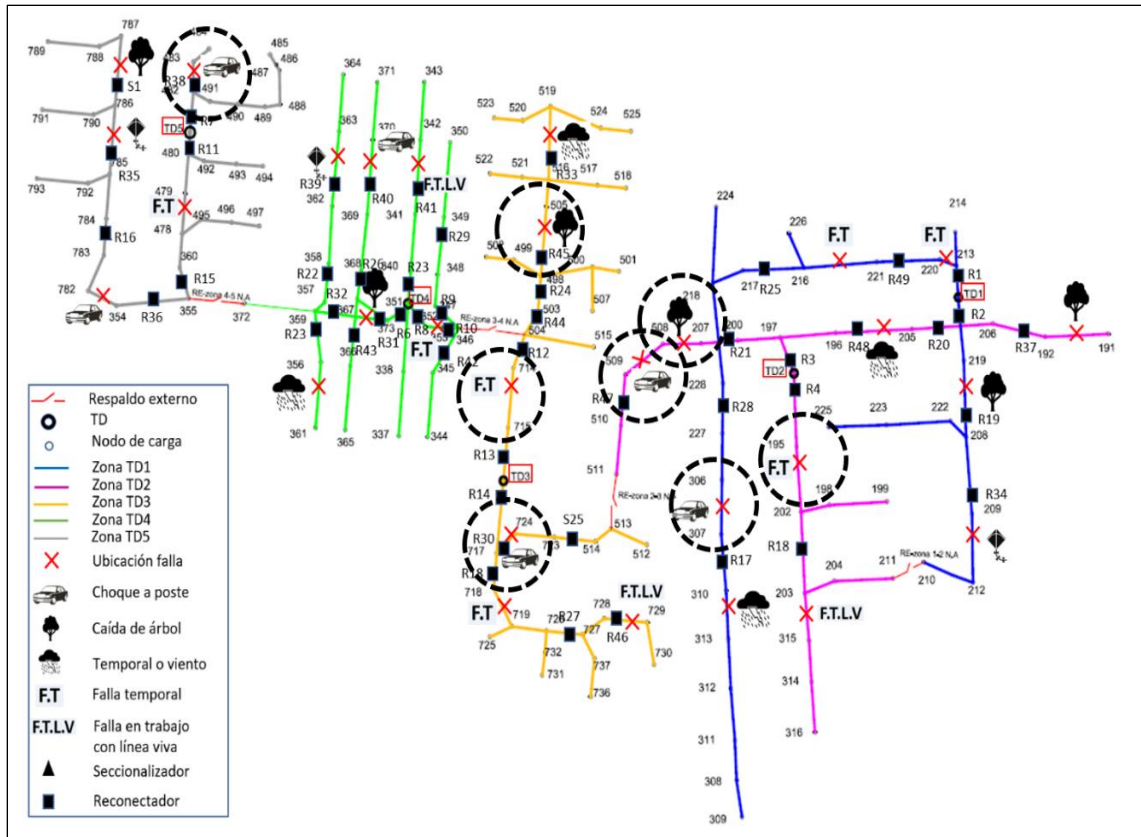 787
789
788
484
483
485
486
487
R38
482
491
S1
364
371
343
523
519
520
524
525
786
791
790
490
489
488
R7
TD5
363
370
342
350
R11
480
785
R35
492
493
494
522
521
516
R33
517
518
793
792
R39
362
R40
F.T.L.V
R41
479
F.T
224
784
495
496
497
369
341
349
505
226
214
478
R16
R29
R45
499
F.T
F.T
213
783
360
358
R22
357
R26
368
R23
348
498
500
501
217
R25
216
221
R49
220
R1
TD1
R15
782
354
R36
355
RE-zona 4-5 N.A
372
R32
367
351
TD4
R9
R24
507
503
218
R2
359
R23
373
R31
R6
352
R8
R10
RE-zona 3-4 N.A
R44
504
515
508
207
200
R21
197
196
R48
205
R20
206
R37
192
191
366
R43
F.T
346
R42
345
R12
714
509
TD2
R3
R4
219
356
338
F.T
R47
510
228
R28
225
223
222
R19
208
361
365
337
344
715
227
195
R13
511
F.T
TD3
306
198
199
R34
209
R14
724
RE-zona 2-3 N.A
202
R30
S25
513
307
R18
211
RE-zona 1-2 N.A
717
514
512
R17
204
210
212
R18
718
203
F.T
719
728
F.T.L.V
729
310
F.T.L.V
725
R27
727
R46
313
315
732
737
730
731
736
312
314
311
316
308
309
Respaldo externo
TD
Nodo de carga
Zona TD1
Zona TD2
Zona TD3
Zona TD4
Zona TD5
Ubicación falla
Choque a poste
Caída de árbol
Temporal o viento
F.T Falla temporal
F.T.L.V Falla en trabajo
con línea viva
Seccionalizador
Reconectador